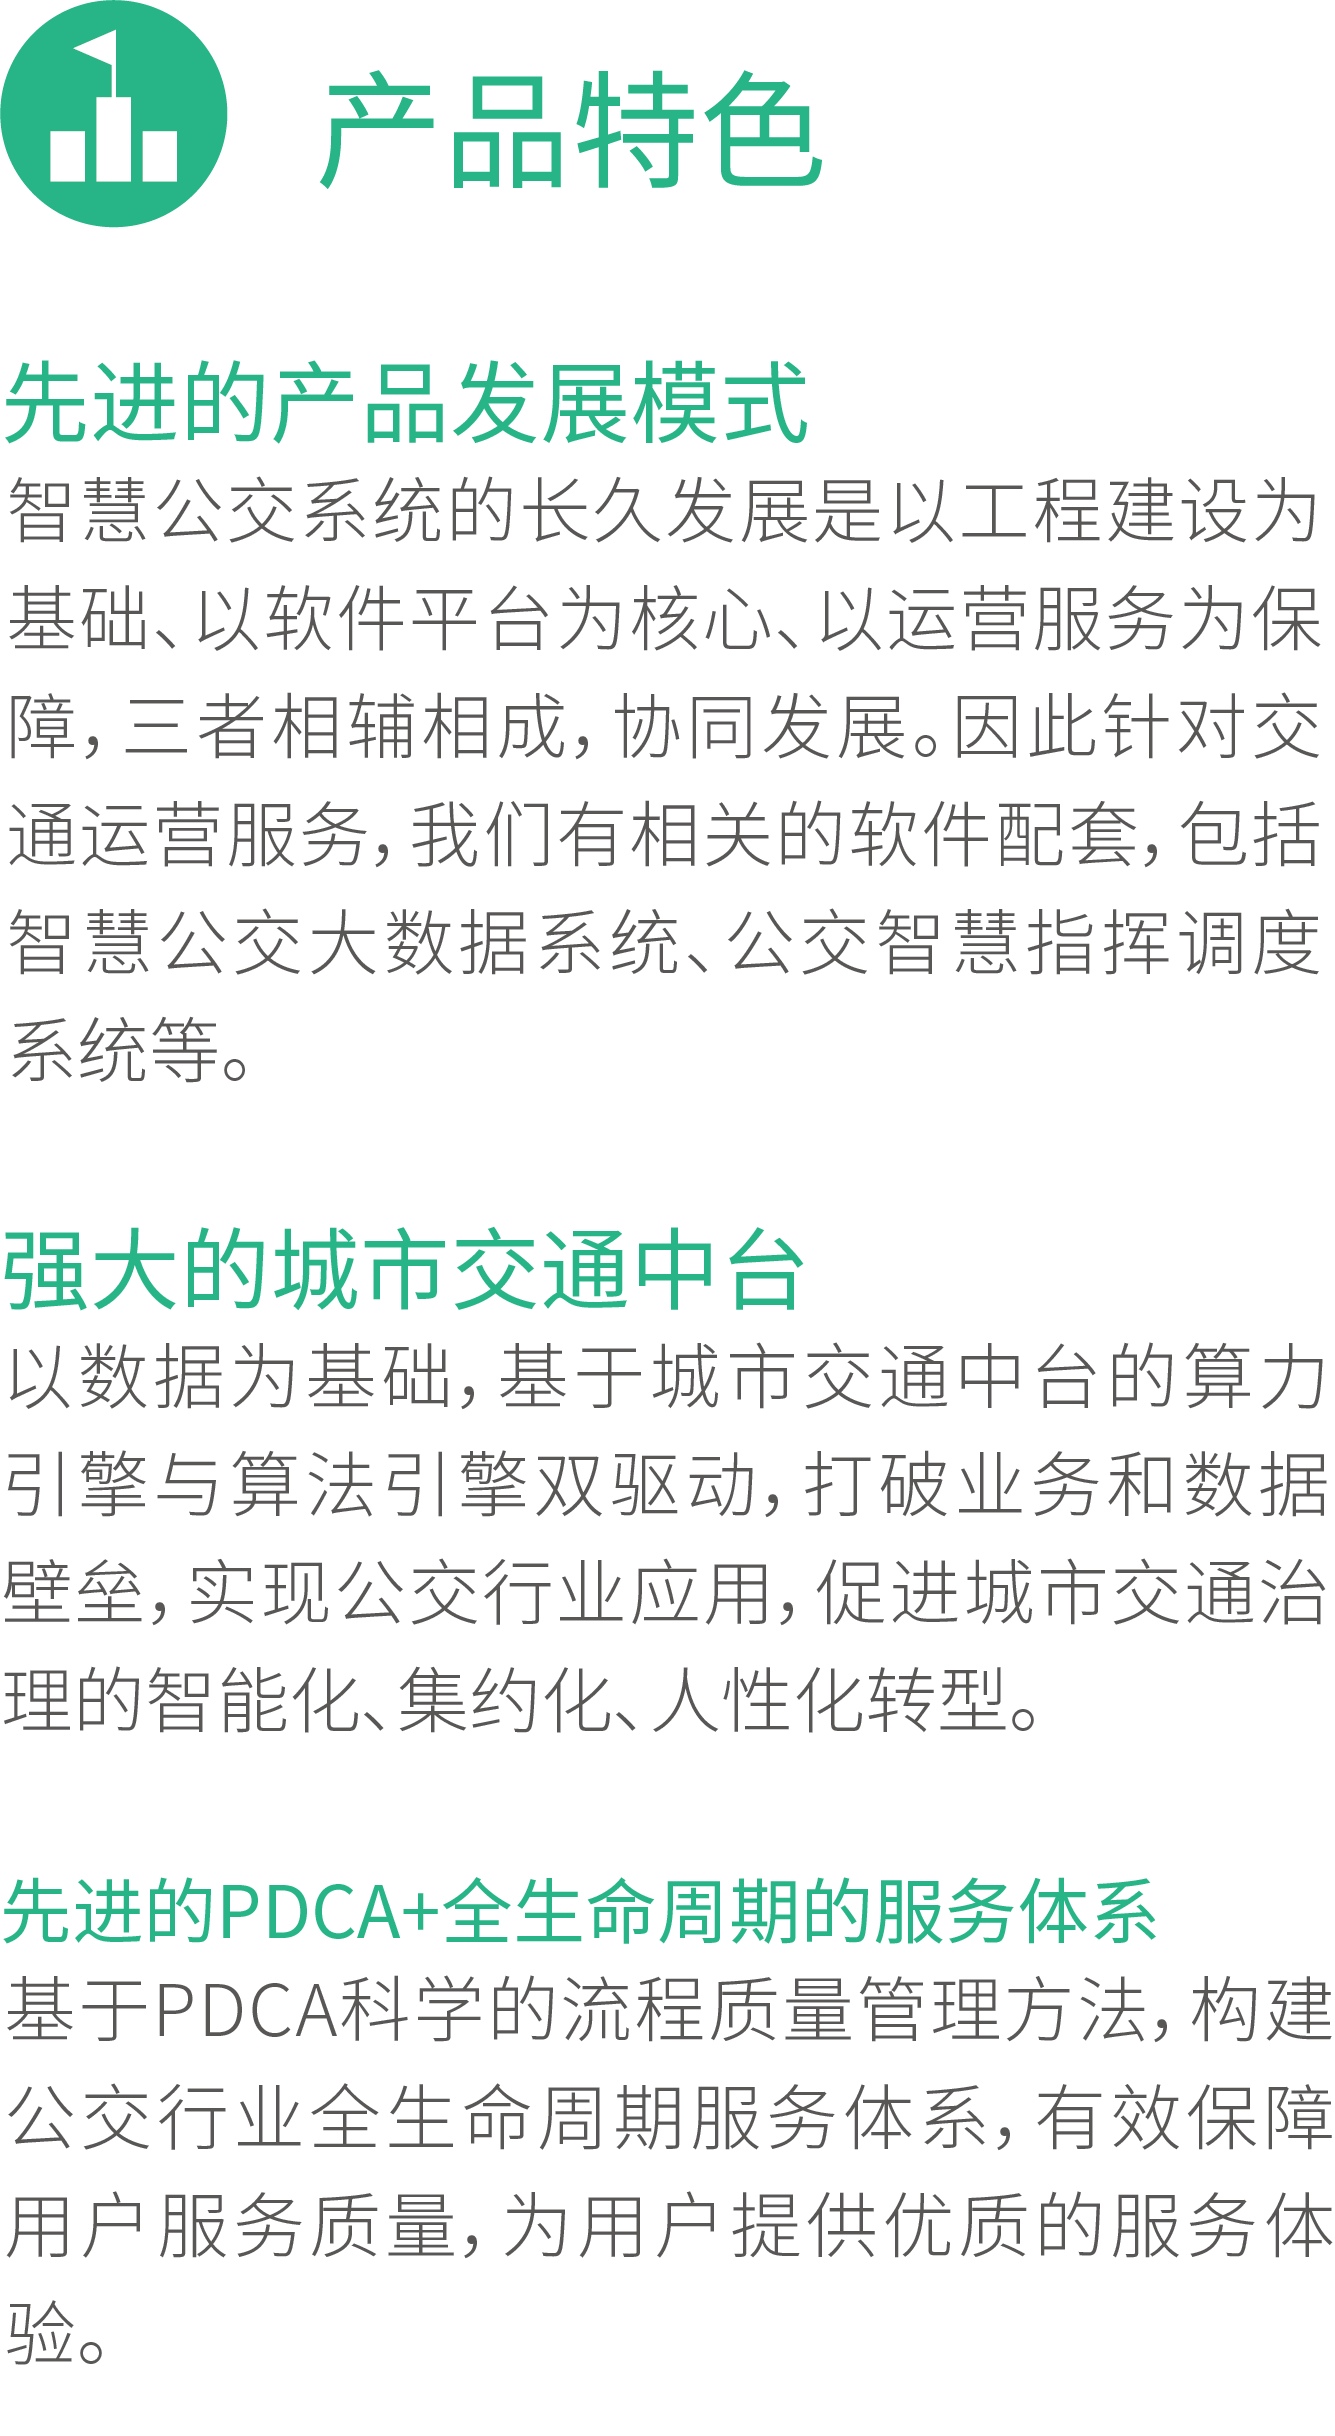 产品特色
先进的产品发展模式
智慧公交系统的长久发展是以工程建设为
基础、以软件平台为核心、以运营服务为保
障，三者相辅相成，协同发展。因此针对交
通运营服务，我们有相关的软件配套，包括
智慧公交大数据系统、公交智慧指挥调度
系统等。
强大的城市交通中台
以数据为基础，基于城市交通中台的算力
引擎与算法引擎双驱动，打破业务和数据
壁垒，实现公交行业应用，促进城市交通治
理的智能化、集约化、人性化转型。
先进的PDCA+全生命周期的服务体系
基于PDCA科学的流程质量管理方法，构建
公交行业全生命周期服务体系，有效保障
用户服务质量，为用户提供优质的服务体
验。